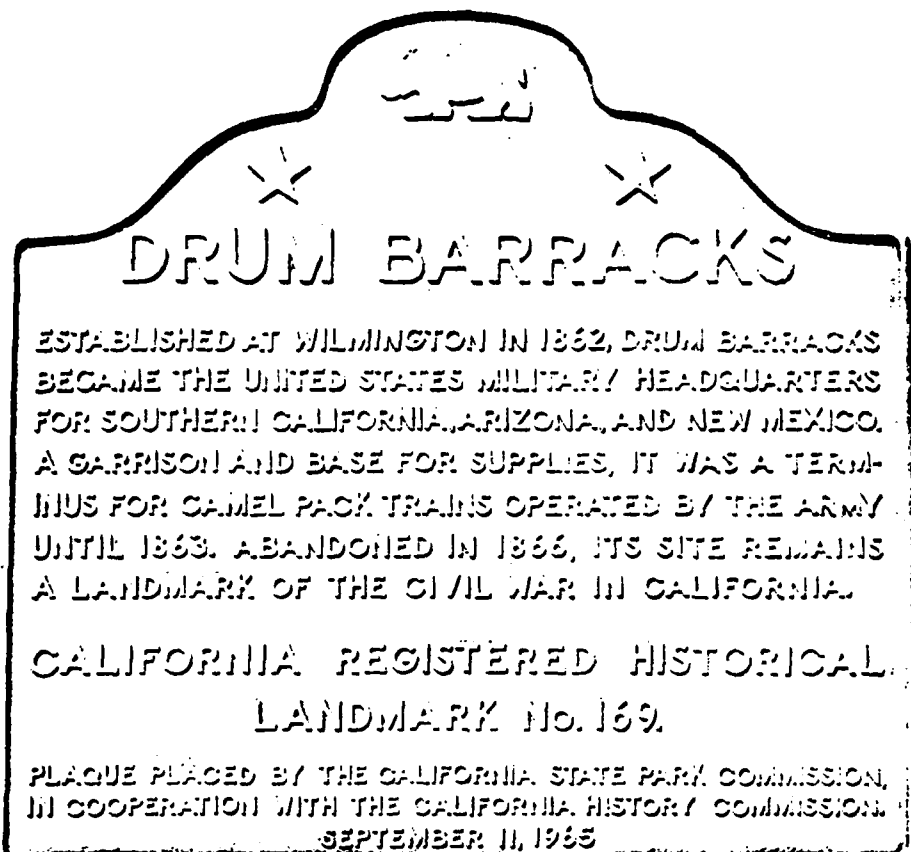 DRUM BARRACKS
ESTABLISHED AT WILMINGTON IN 1862, DRUM BARRACKS
BECAME THE UNITED STATES MILITARY HEADQUARTERS
FOR SOUTHERN CALIFORNIA, ARIZONA, AND NEW MEXICO.
A GARRISON AND BASE FOR SUPPLIES, IT WAS A TERM-
INUS FOR CAMEL PACK TRAINS OPERATED BY THE ARMY
UNTIL 1863. ABANDONED IN 1866, ITS SITE REMAINS
A LANDMARK OF THE CIVIL WAR IN CALIFORNIA.
CALIFORNIA REGISTERED HISTORICAL
LANDMARK No. 169.
PLAQUE PLACED BY THE CALIFORNIA STATE PARK COMMISSION,
IN COOPERATION WITH THE CALIFORNIA HISTORY COMMISSION.
SEPTEMBER 11, 1965